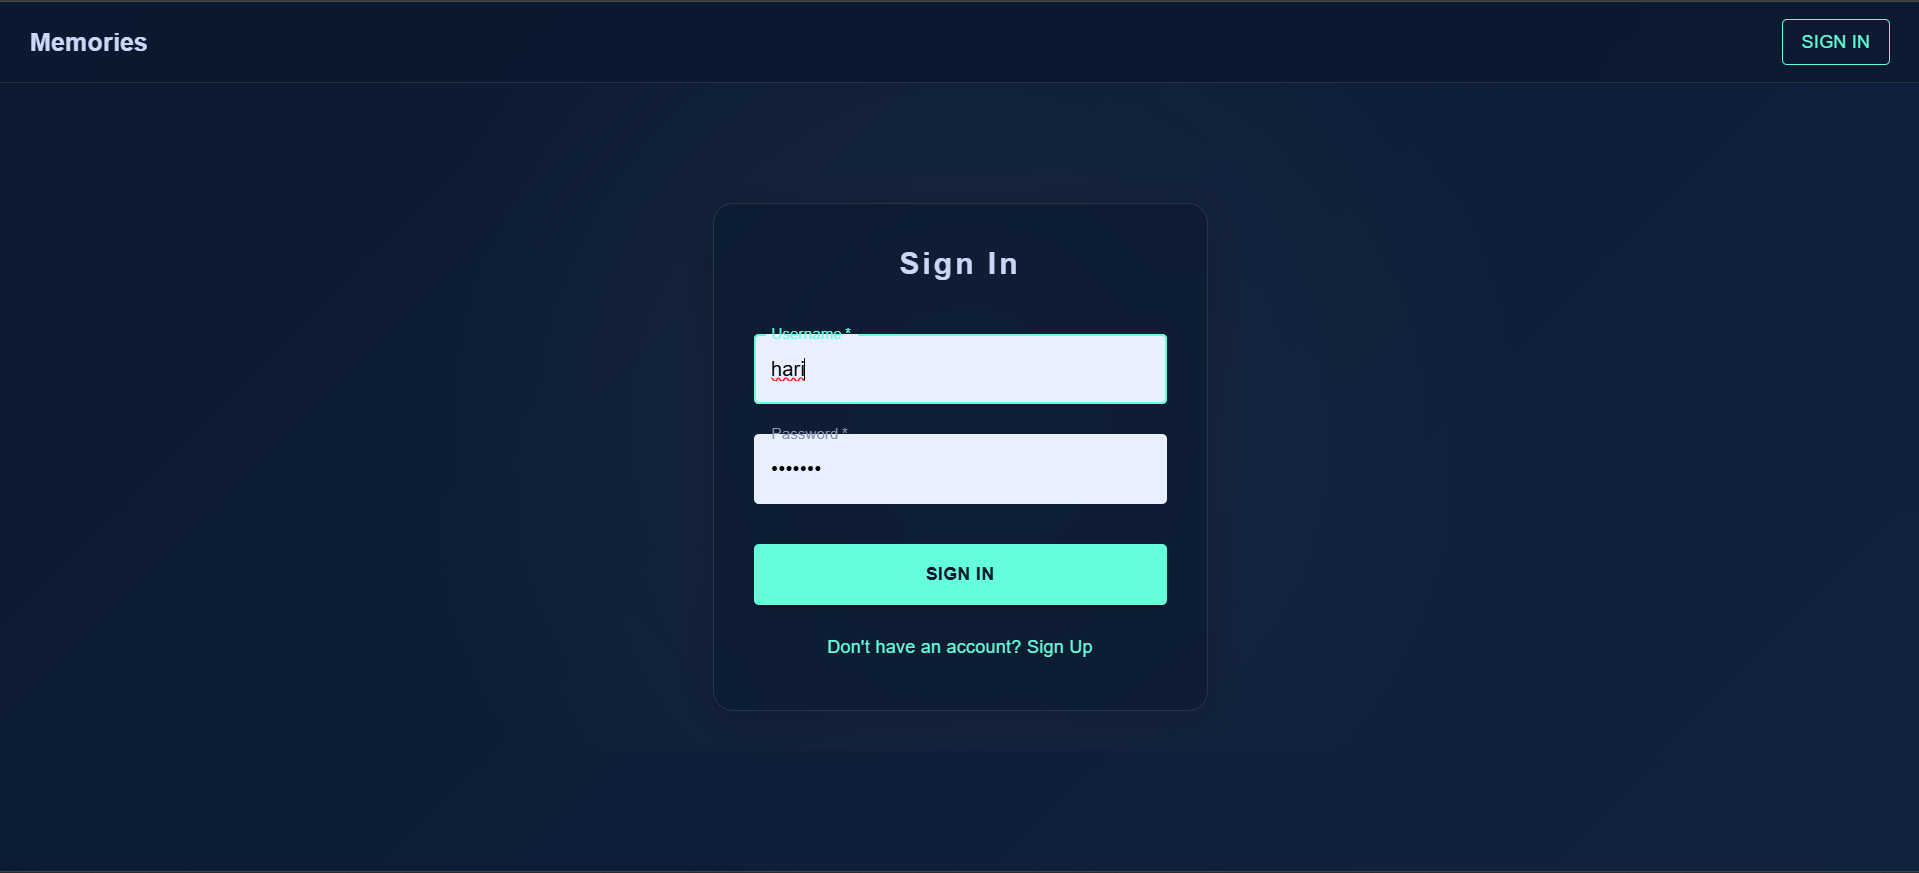 Memories
SIGN IN
Sign In
Username *
hari
Password *
•••••••
SIGN IN
Don't have an account? Sign Up